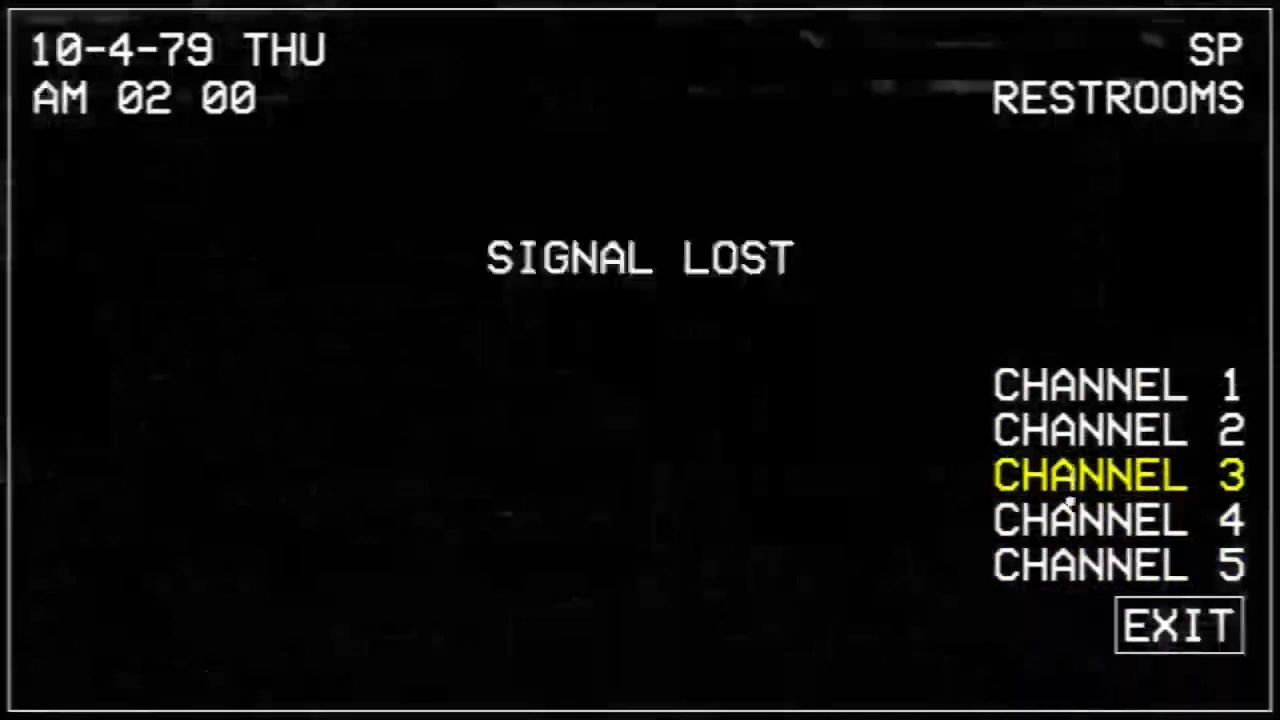 10-4-79 THU
AM 02 00
SP
RESTROOMS
SIGNAL LOST
CHANNEL 1
CHANNEL 2
CHANNEL 3
CHANNEL 4
CHANNEL 5
EXIT